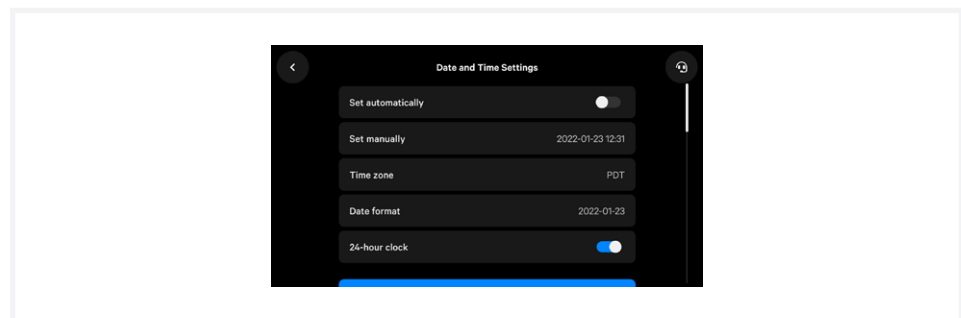 Date and Time Settings
Set automatically
Set manually 2022-01-23 12:31
Time zone PDT
Date format 2022-01-23
24-hour clock